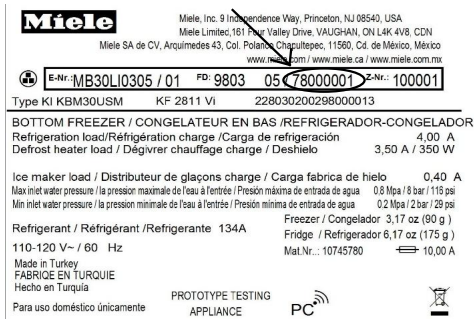 Miele
Miele, Inc. 9 Independence Way, Princeton, NJ 08540, USA
Miele Limited,161 Four Valley Drive, VAUGHAN, ON L4K 4V8, CDN
Miele SA de CV, Arquímedes 43, Col. Polanco Chapultepec, 11560, Cd. de México, México
www.miele.com / www.miele.ca / www.miele.com.mx
E-Nr.: MB30LI0305 / 01 FD: 9803 05 / 78000001 Z-Nr.: 100001
Type KI KBM30USM KF 2811 Vi 228030200298000013
BOTTOM FREEZER / CONGELATEUR EN BAS /REFRIGERADOR-CONGELADOR
Refrigeration load/Réfrigération charge /Carga de refrigeración 4,00 A
Defrost heater load / Dégivrer chauffage charge / Deshielo 3,50 A / 350 W
Ice maker load / Distributeur de glaçons charge / Carga fabrica de hielo 0,40 A
Max inlet water pressure / la pression maximale de l'eau à l'entrée / Presión máxima de entrada de agua 0,8 Mpa / 8 bar / 116 psi
Min inlet water pressure / la pression minimale de l'eau à l'entrée / Presión mínima de entrada de agua 0,2 Mpa / 2 bar / 29 psi
Freezer / Congelador 3,17 oz (90 g )
Refrigerant / Réfrigérant /Refrigerante 134A
Fridge / Refrigerador 6,17 oz (175 g )
110-120 V~ / 60 Hz
Mat.Nr..: 10745780 10,00 A
Made in Turkey
FABRIQE EN TURQUIE
Hecho en Turquía
Para uso doméstico únicamente
PROTOTYPE TESTING
APPLIANCE
PC